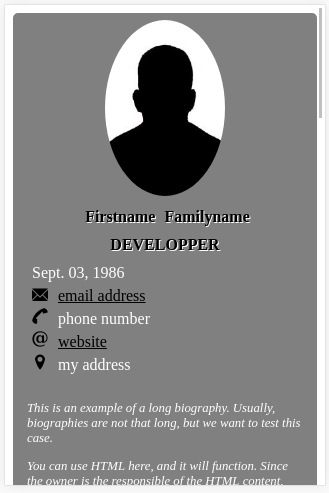 Firstname Familyname
DEVELOPPER
Sept. 03, 1986
email address
phone number
@ website
my address
This is an example of a long biography. Usually,
biographies are not that long, but we want to test this
case.
You can use HTML here, and it will function. Since
the owner is the responsible of the HTML content,